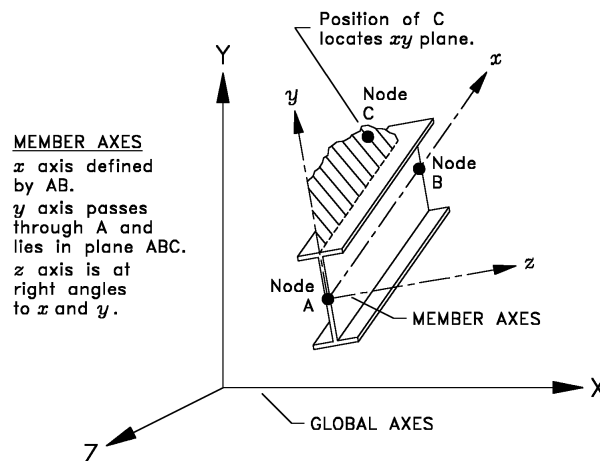 Position of C
locates xy plane.
Y
x
y
Node
C
MEMBER AXES
x axis defined
by AB.
y axis passes
through A and
lies in plane ABC.
z axis is at
right angles
to x and y.
Node
B
z
Node
A
MEMBER AXES
X
GLOBAL AXES
Z